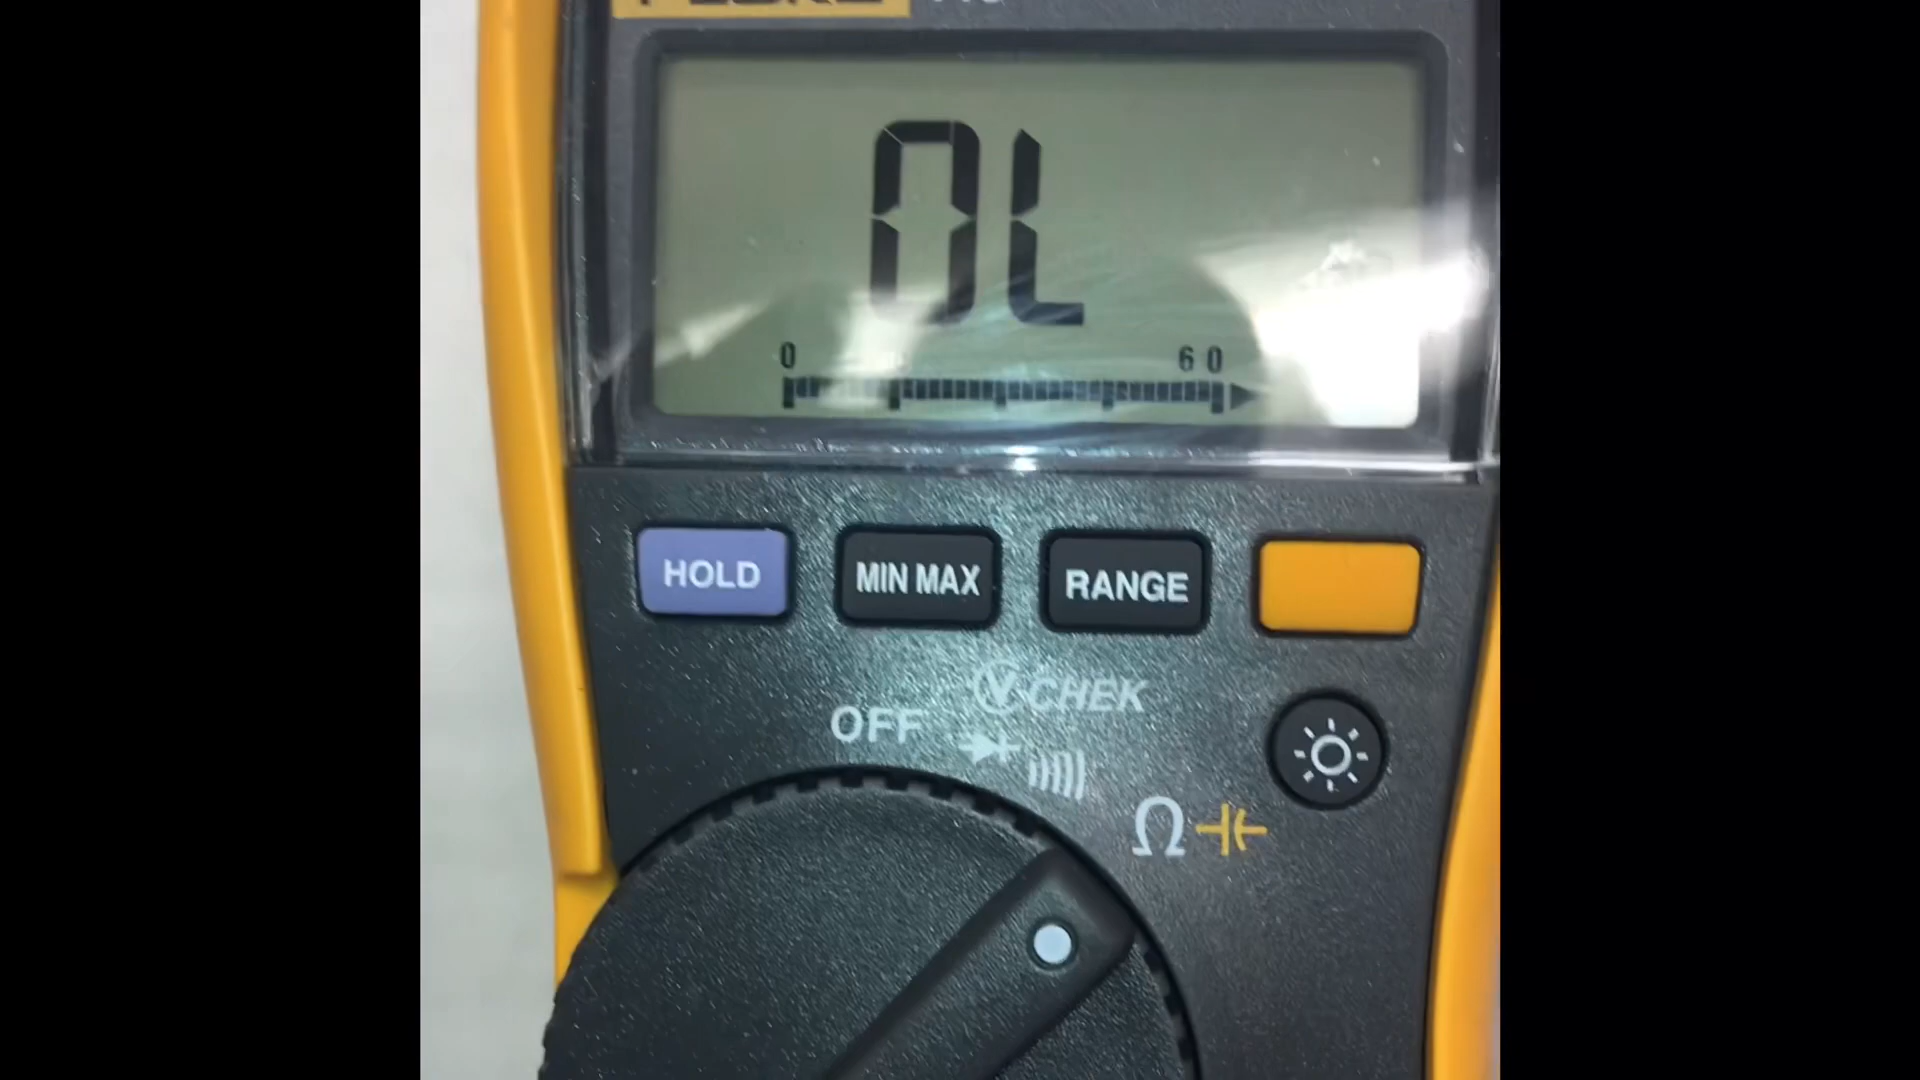 OL
0 60
HOLD MIN MAX RANGE
V CHEK
OFF
Ω